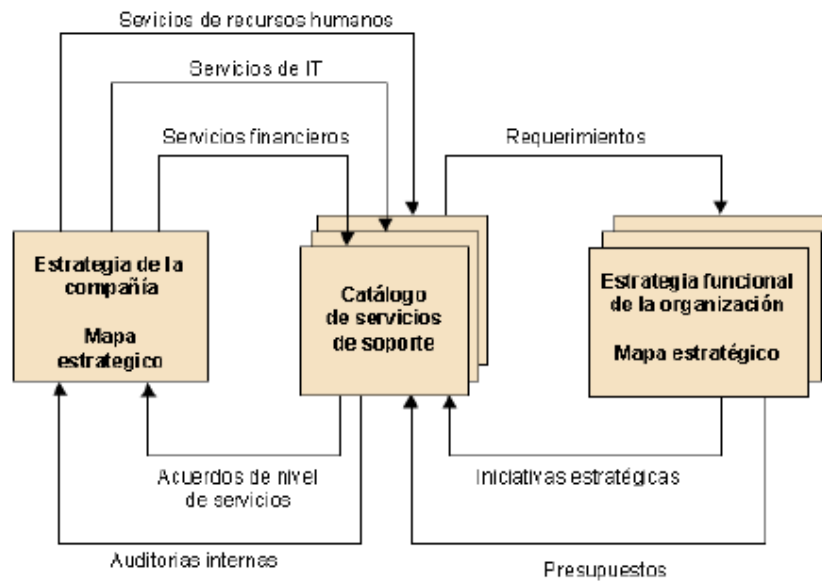 Servicios de recursos humanos
Servicios de IT
Servicios financieros
Requerimientos
Estrategia de la
compañía
Mapa
estrategico
Catálogo
de servicios
de soporte
Estrategia funcional
de la organización
Mapa estratégico
Acuerdos de nivel
de servicios
Iniciativas estratégicas
Auditorias internas
Presupuestos